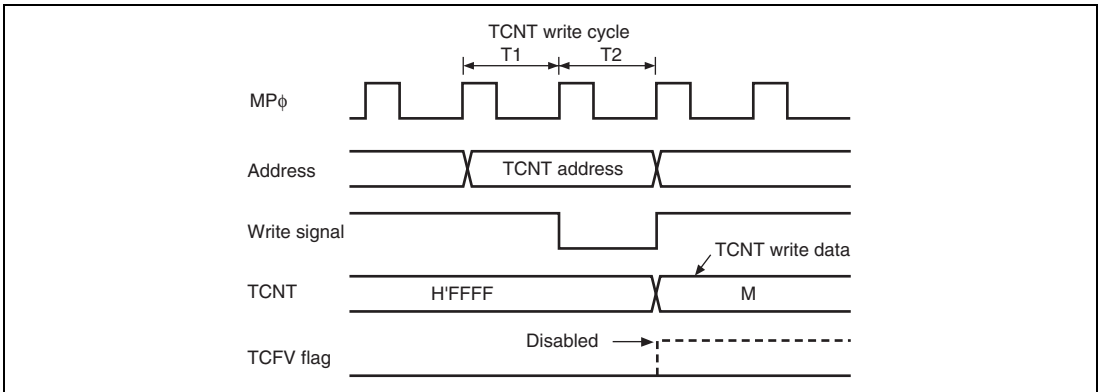 TCNT write cycle
T1 T2
MPφ
Address TCNT address
Write signal
TCNT write data
TCNT H'FFFF M
Disabled
TCFV flag